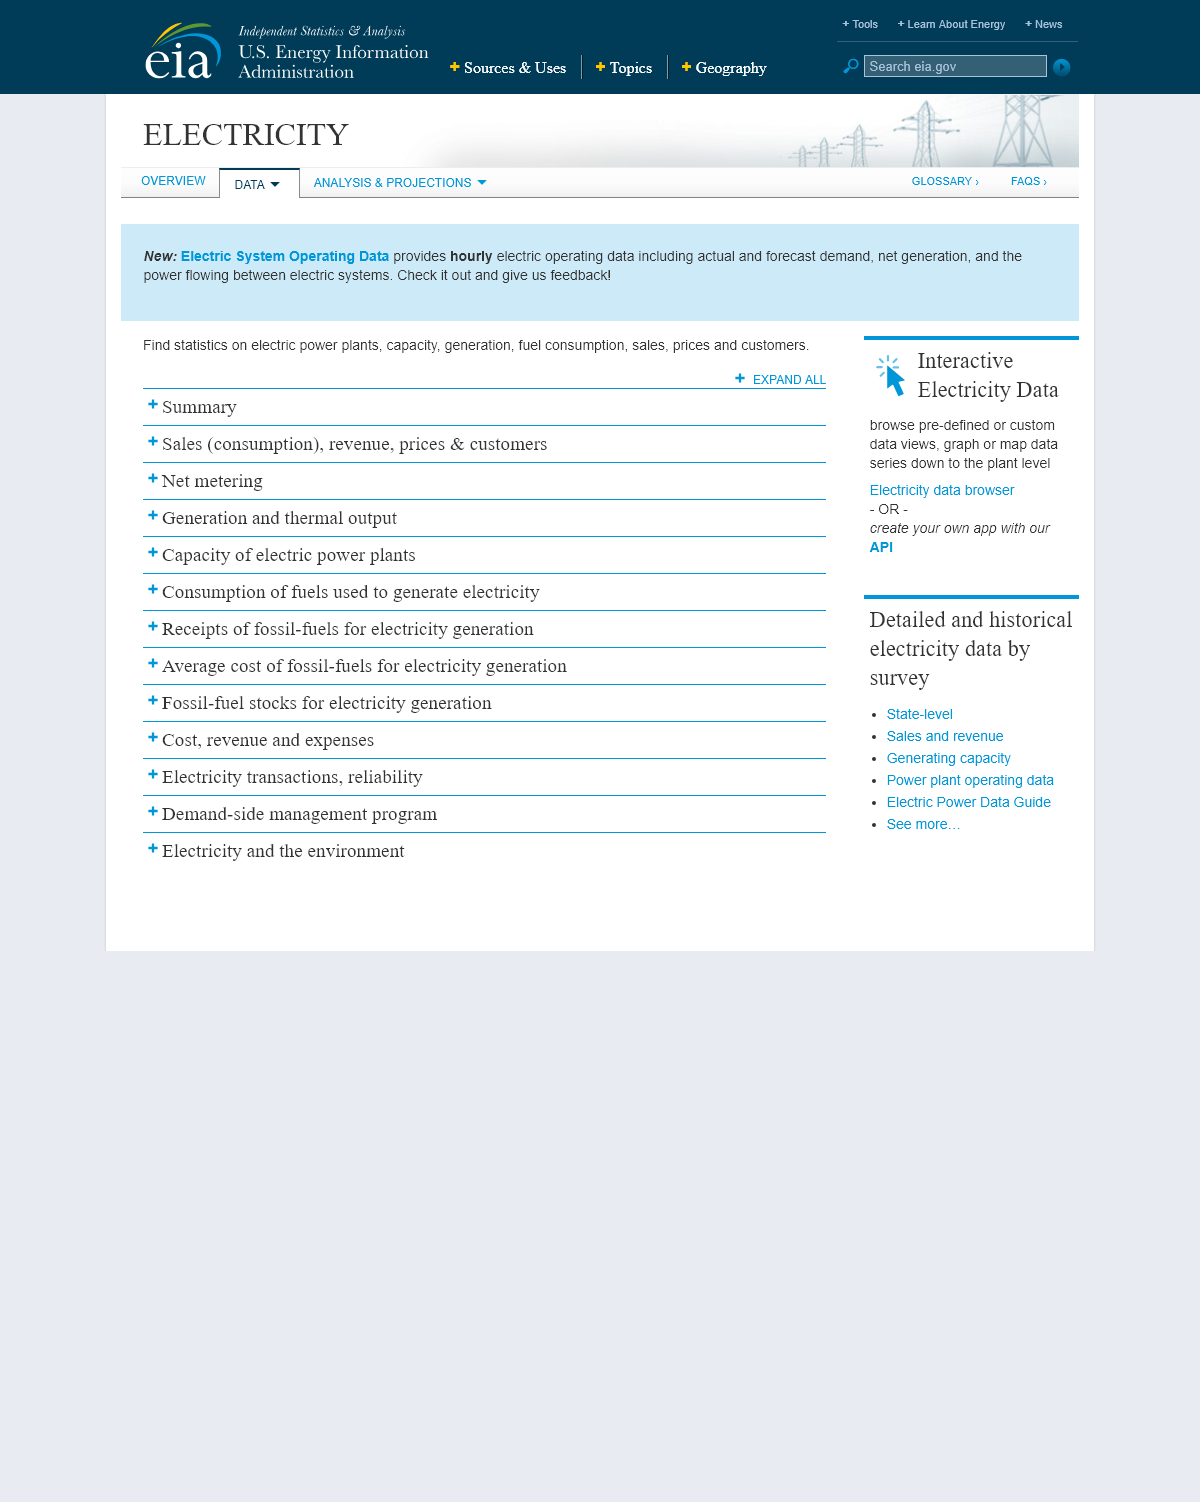 Independent Statistics & Analysis
eia
U.S. Energy Information
Administration
+ Sources & Uses
+ Topics
+ Geography
+ Tools
+ Learn About Energy
+ News
Search eia.gov
ELECTRICITY
OVERVIEW
DATA
ANALYSIS & PROJECTIONS
GLOSSARY ›
FAQS ›
New: Electric System Operating Data provides hourly electric operating data including actual and forecast demand, net generation, and the
power flowing between electric systems. Check it out and give us feedback!
Find statistics on electric power plants, capacity, generation, fuel consumption, sales, prices and customers.
+ EXPAND ALL
+ Summary
+ Sales (consumption), revenue, prices & customers
+ Net metering
+ Generation and thermal output
+ Capacity of electric power plants
+ Consumption of fuels used to generate electricity
+ Receipts of fossil-fuels for electricity generation
+ Average cost of fossil-fuels for electricity generation
+ Fossil-fuel stocks for electricity generation
+ Cost, revenue and expenses
+ Electricity transactions, reliability
+ Demand-side management program
+ Electricity and the environment
Interactive
Electricity Data
browse pre-defined or custom
data views, graph or map data
series down to the plant level
Electricity data browser
- OR -
create your own app with our
API
Detailed and historical
electricity data by
survey
• State-level
• Sales and revenue
• Generating capacity
• Power plant operating data
• Electric Power Data Guide
• See more…